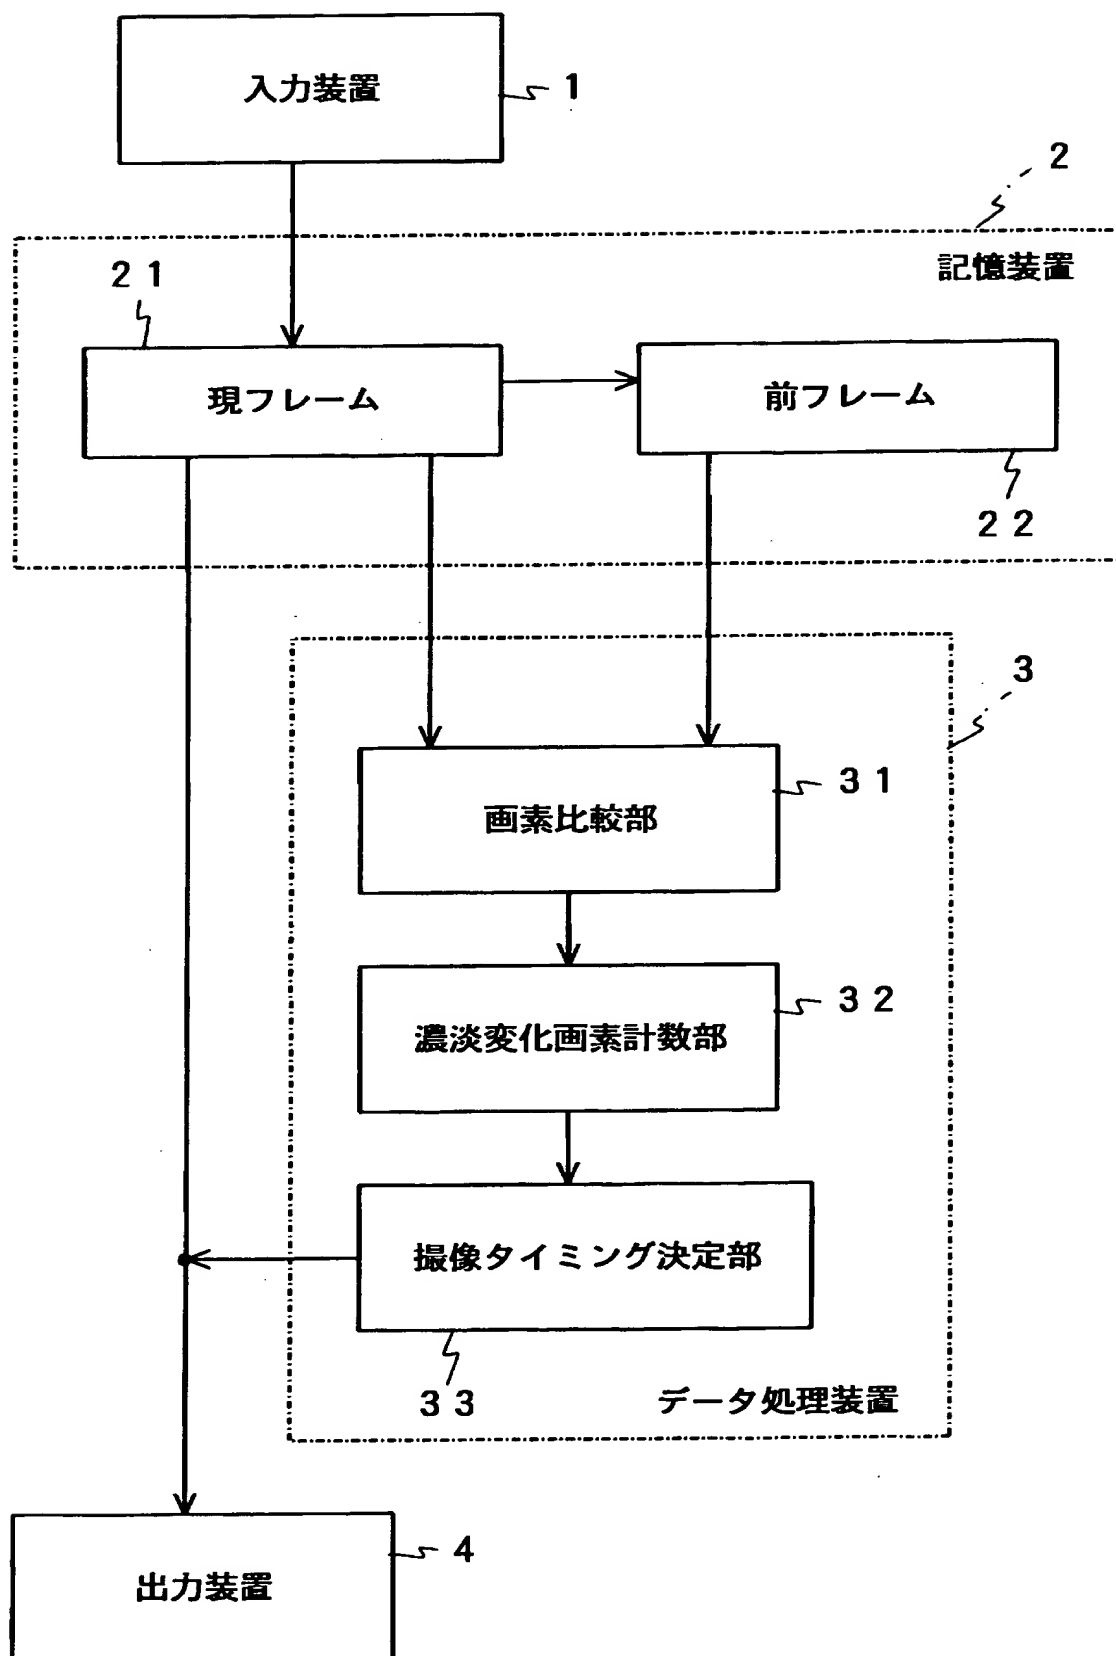 入力装置
1
2
記憶装置
21
現フレーム
前フレーム
22
3
画素比較部
31
濃淡変化画素計数部
32
撮像タイミング決定部
33
データ処理装置
出力装置
4